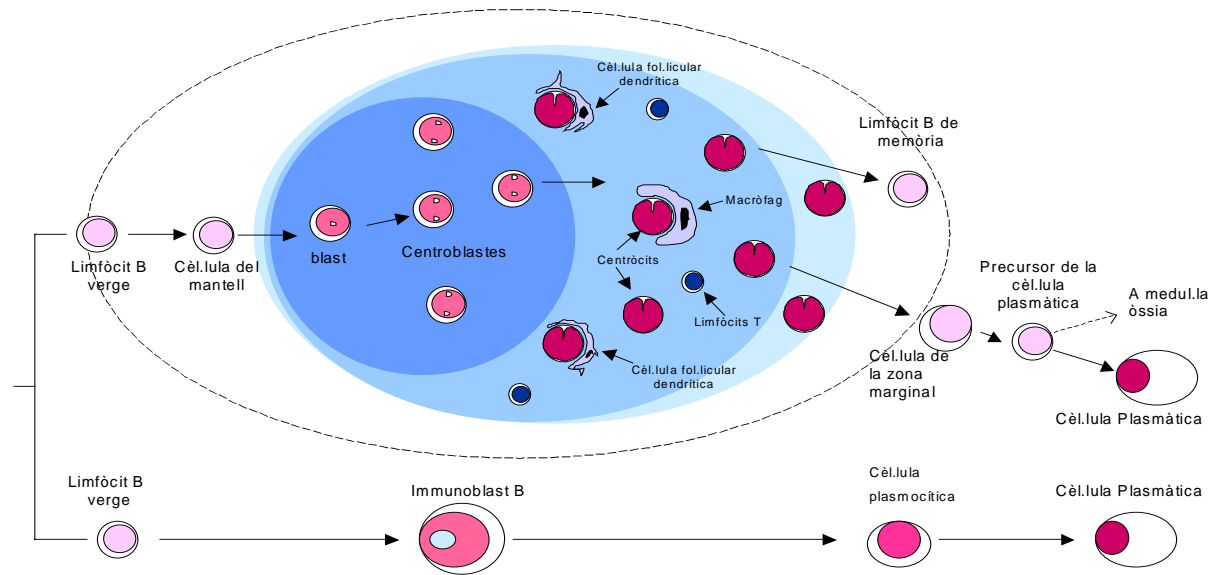 Cèl.lula fol.licular
dendrítica
Limfòcit B de
memòria
Macròfag
Limfòcit B
verge
Cèl.lula del
mantell
blast
Centroblastes
Centròcits
Limfòcits T
Precursor de la
cèl.lula
plasmàtica
A medul.la
òssia
Cèl.lula de
la zona
marginal
Cèl.lula fol.licular
dendrítica
Cèl.lula Plasmàtica
Limfòcit B
verge
Immunoblast B
Cèl.lula
plasmocítica
Cèl.lula Plasmàtica